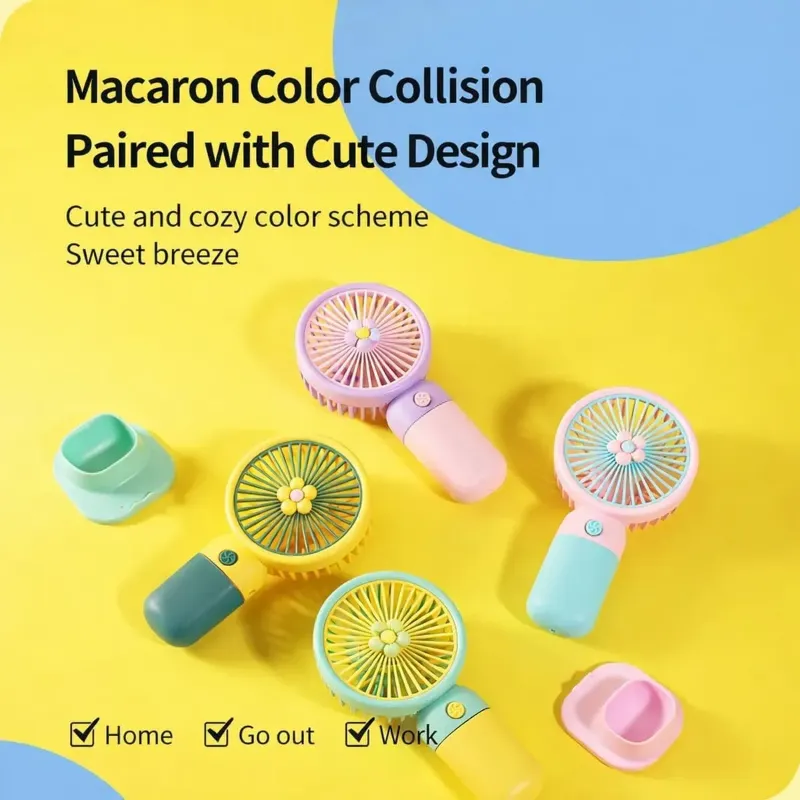 Macaron Color Collision
Paired with Cute Design
Cute and cozy color scheme
Sweet breeze
Home Go out Work